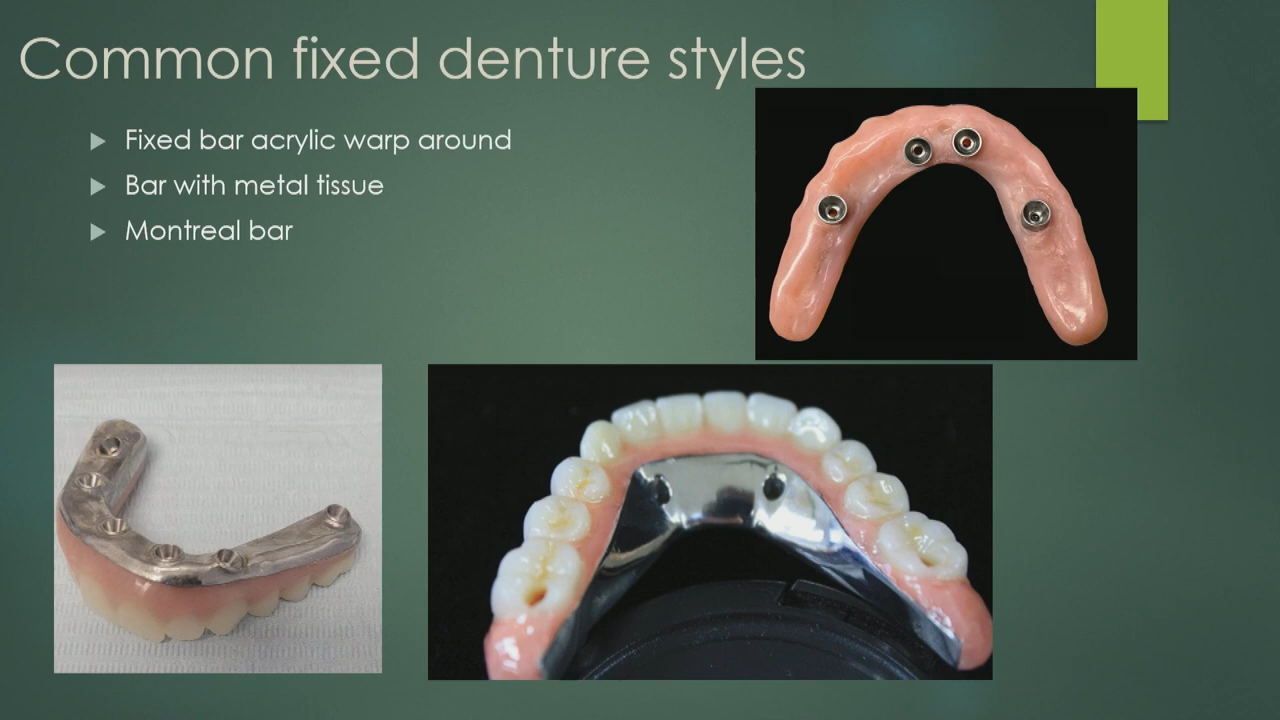 Common fixed denture styles
Fixed bar acrylic warp around
Bar with metal tissue
Montreal bar